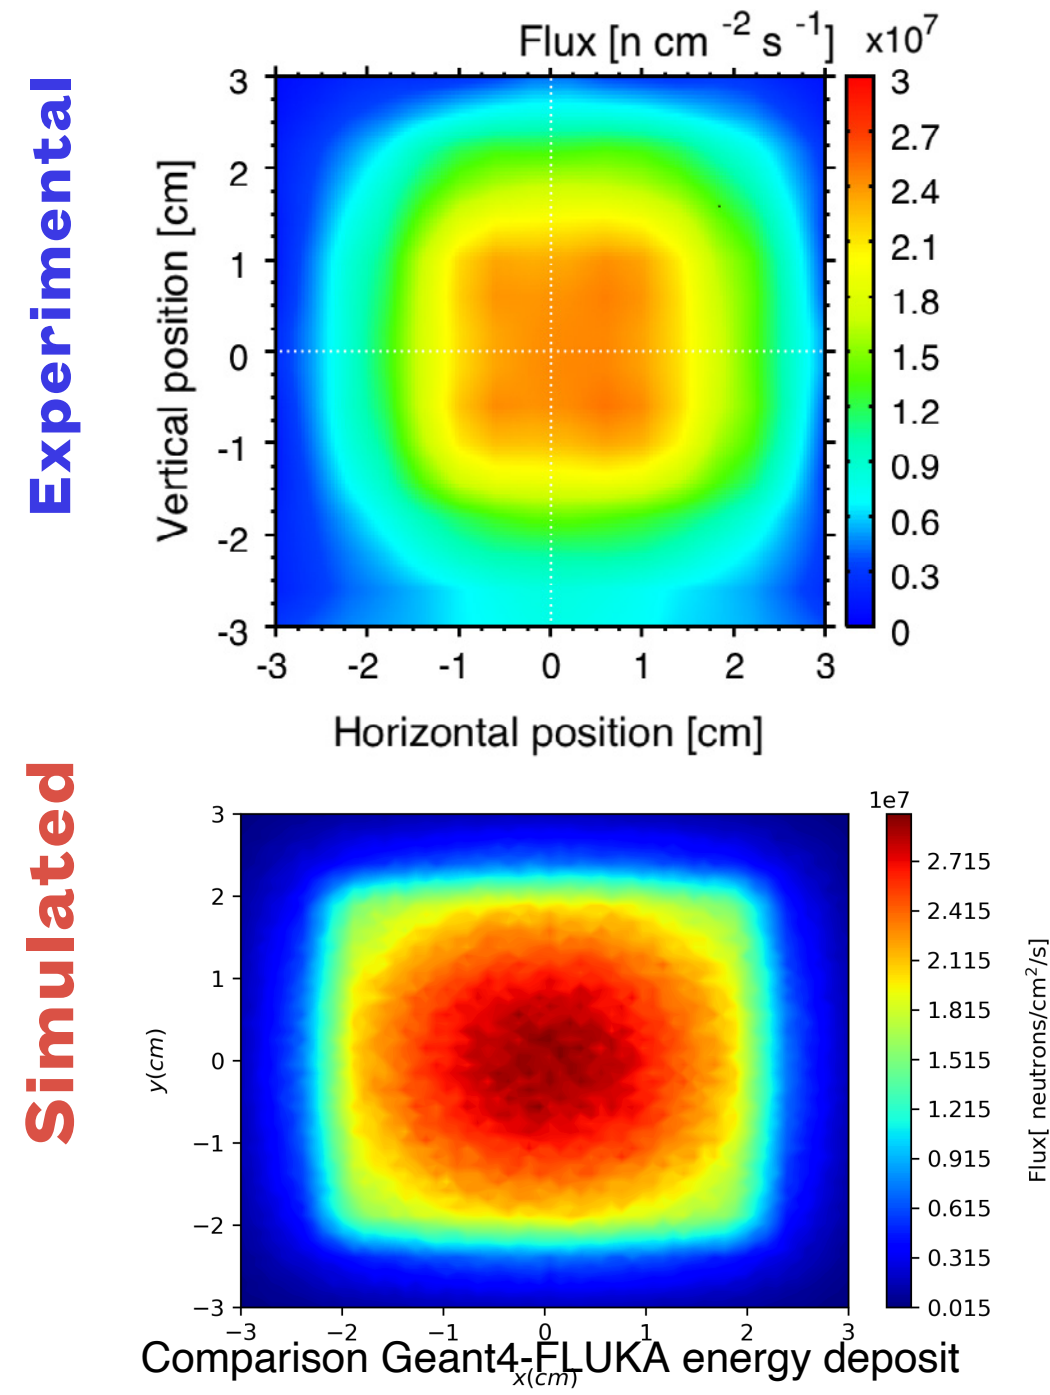 Experimental
Flux [n cm -2 s -1]
x10^7
3
2.7
2.4
2.1
1.8
1.5
1.2
0.9
0.6
0.3
0
Vertical position [cm]
3
2
1
0
-1
-2
-3
-3 -2 -1 0 1 2 3
Horizontal position [cm]
Simulated
1e7
2.715
2.415
2.115
1.815
1.515
1.215
0.915
0.615
0.315
0.015
Flux[ neutrons/cm²/s]
y(cm)
3
2
1
0
−1
−2
−3
−3 −2 −1 0 1 2 3
Comparison Geant4-FLUKA energy deposit
x(cm)